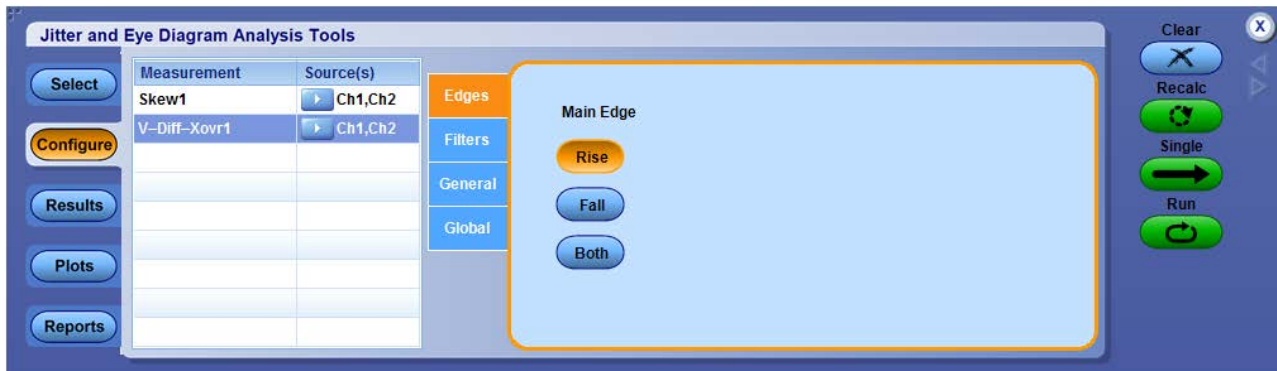 Jitter and Eye Diagram Analysis Tools
Select
Configure
Results
Plots
Reports
Measurement Source(s)
Skew1 Ch1,Ch2
V–Diff–Xovr1 Ch1,Ch2
Edges
Filters
General
Global
Main Edge
Rise
Fall
Both
Clear
X
Recalc
Single
Run